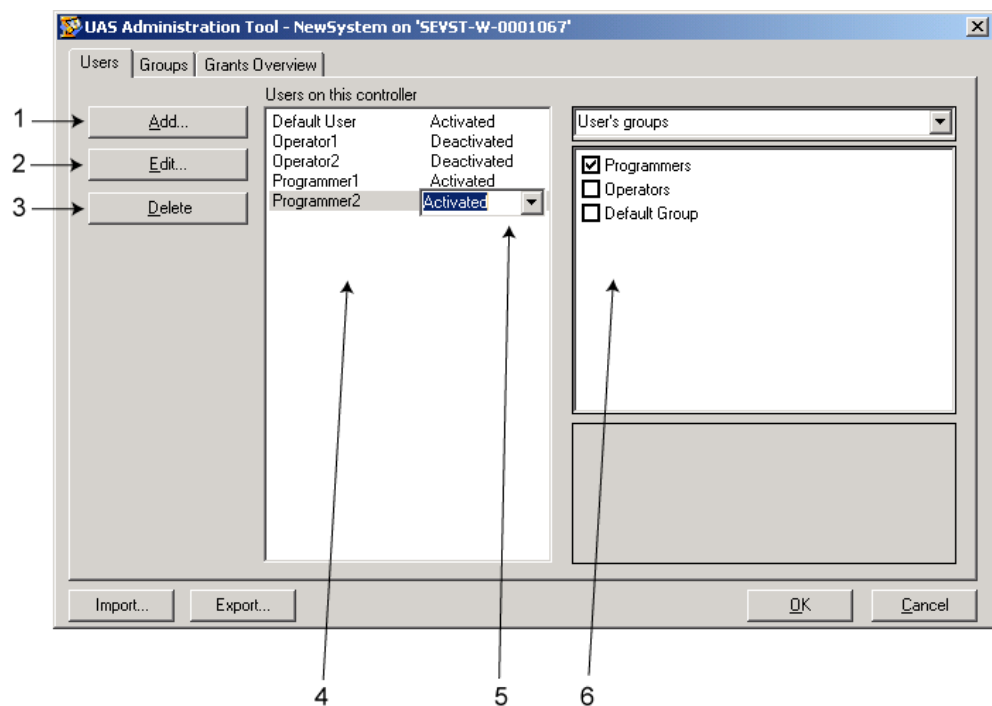 UAS Administration Tool - NewSystem on 'SEVST-W-0001067'
Users Groups Grants Overview
Users on this controller
1 Add...
2 Edit...
3 Delete
Default User Activated
Operator1 Deactivated
Operator2 Deactivated
Programmer1 Activated
Programmer2 Activated
User's groups
Programmers
Operators
Default Group
Import... Export... OK Cancel
4 5 6